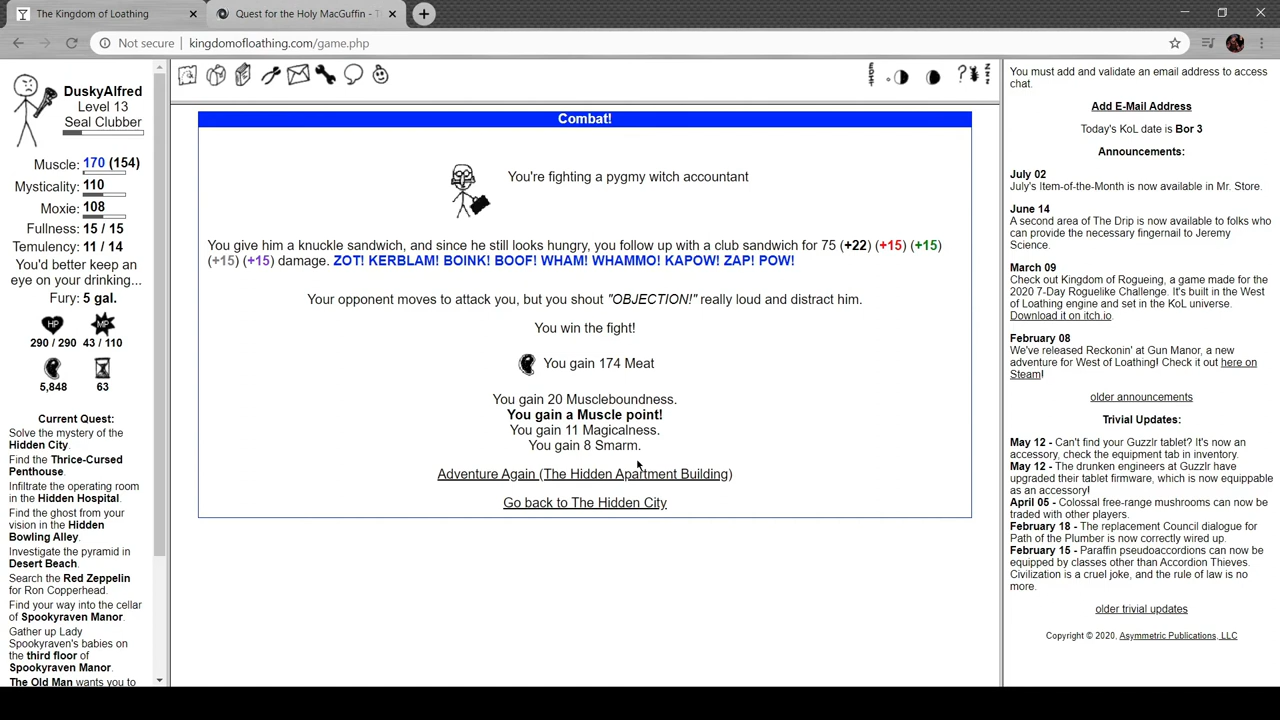 The Kingdom of Loathing
Quest for the Holy MacGuffin - T
Not secure | kingdomofloathing.com/game.php
DuskyAlfred
Level 13
Seal Clubber
Muscle: 170 (154)
Mysticality: 110
Moxie: 108
Fullness: 15 / 15
Temulency: 11 / 14
You'd better keep an
eye on your drinking...
Fury: 5 gal.
HP
MP
290 / 290
43 / 110
5,848
63
Current Quest:
Solve the mystery of the
Hidden City.
Find the Thrice-Cursed
Penthouse.
Infiltrate the operating room
in the Hidden Hospital.
Find the ghost from your
vision in the Hidden
Bowling Alley.
Investigate the pyramid in
Desert Beach.
Search the Red Zeppelin
for Ron Copperhead.
Find your way into the cellar
of Spookyraven Manor.
Gather up Lady
Spookyraven's babies on
the third floor of
Spookyraven Manor.
The Old Man wants you to
Combat!
You're fighting a pygmy witch accountant
You give him a knuckle sandwich, and since he still looks hungry, you follow up with a club sandwich for 75 (+22) (+15) (+15)
(+15) (+15) damage. ZOT! KERBLAM! BOINK! BOOF! WHAM! WHAMMO! KAPOW! ZAP! POW!
Your opponent moves to attack you, but you shout "OBJECTION!" really loud and distract him.
You win the fight!
You gain 174 Meat
You gain 20 Muscleboundness.
You gain a Muscle point!
You gain 11 Magicalness.
You gain 8 Smarm.
Adventure Again (The Hidden Apartment Building)
Go back to The Hidden City
You must add and validate an email address to access
chat.
Add E-Mail Address
Today's KoL date is Bor 3
Announcements:
July 02
July's Item-of-the-Month is now available in Mr. Store.
June 14
A second area of The Drip is now available to folks who
can provide the necessary fingernail to Jeremy
Science.
March 09
Check out Kingdom of Rogueing, a game made for the
2020 7-Day Roguelike Challenge. It's built in the West
of Loathing engine and set in the KoL universe.
Download it on itch.io.
February 08
We've released Reckonin' at Gun Manor, a new
adventure for West of Loathing! Check it out here on
Steam!
older announcements
Trivial Updates:
May 12 - Can't find your Guzzlr tablet? It's now an
accessory, check the equipment tab in inventory.
May 12 - The drunken engineers at Guzzlr have
upgraded their tablet firmware, which is now equippable
as an accessory!
April 05 - Colossal free-range mushrooms can now be
traded with other players.
February 18 - The replacement Council dialogue for
Path of the Plumber is now correctly wired up.
February 15 - Paraffin pseudoaccordions can now be
equipped by classes other than Accordion Thieves.
Civilization is a cruel joke, and the rule of law is no
more.
older trivial updates
Copyright © 2020, Asymmetric Publications, LLC